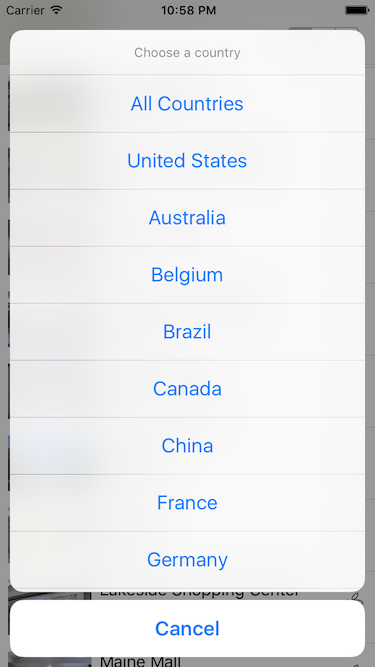 Carrier 10:58 PM
Choose a country
All Countries
United States
Australia
Belgium
Brazil
Canada
China
France
Germany
Lakeside Shopping Center
Cancel
Maine Mall